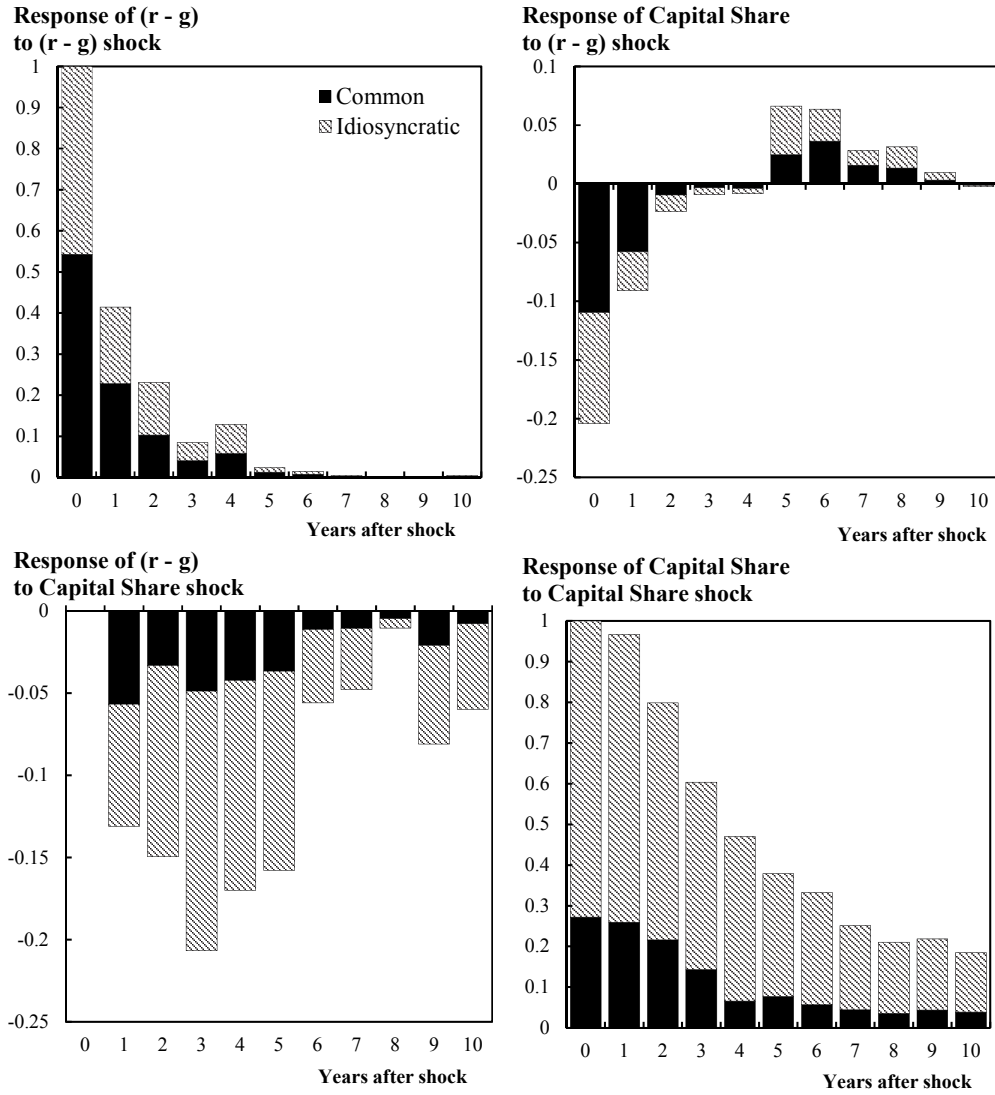 Response of (r - g)
to (r - g) shock
1
0.9
0.8
0.7
0.6
0.5
0.4
0.3
0.2
0.1
0
Common
Idiosyncratic
0 1 2 3 4 5 6 7 8 9 10
Years after shock
Response of Capital Share
to (r - g) shock
0.1
0.05
0
-0.05
-0.1
-0.15
-0.2
-0.25
0 1 2 3 4 5 6 7 8 9 10
Years after shock
Response of (r - g)
to Capital Share shock
0
-0.05
-0.1
-0.15
-0.2
-0.25
0 1 2 3 4 5 6 7 8 9 10
Years after shock
Response of Capital Share
to Capital Share shock
1
0.9
0.8
0.7
0.6
0.5
0.4
0.3
0.2
0.1
0
0 1 2 3 4 5 6 7 8 9 10
Years after shock